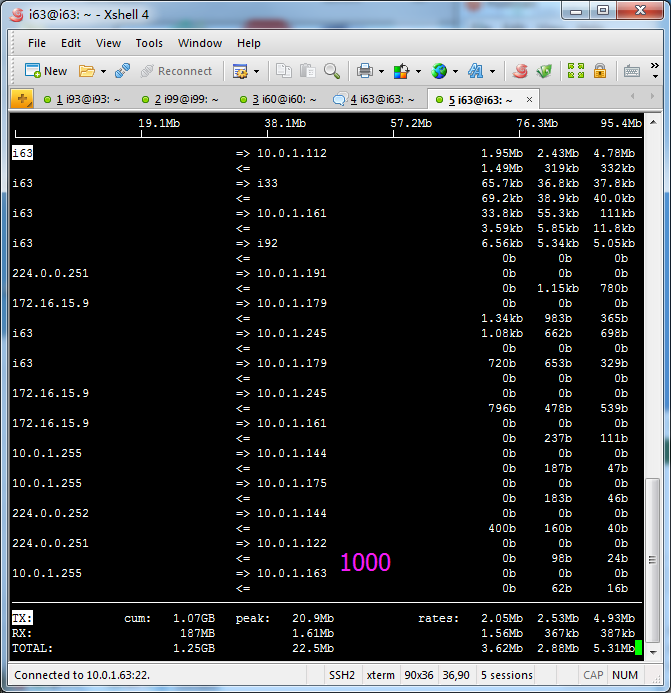 i63@i63: ~ - Xshell 4
File Edit View Tools Window Help
New Reconnect
1 i93@i93: ~ 2 i99@i99: ~ 3 i60@i60: ~ 4 i63@i63: ~ 5 i63@i63: ~
19.1Mb 38.1Mb 57.2Mb 76.3Mb 95.4Mb
i63 => 10.0.1.112 1.95Mb 2.43Mb 4.78Mb
<= 1.49Mb 319kb 332kb
i63 => i33 65.7kb 36.8kb 37.8kb
<= 69.2kb 38.9kb 40.0kb
i63 => 10.0.1.161 33.8kb 55.3kb 111kb
<= 3.59kb 5.85kb 11.8kb
i63 => i92 6.56kb 5.34kb 5.05kb
<= 0b 0b 0b
224.0.0.251 => 10.0.1.191 0b 0b 0b
<= 0b 1.15kb 780b
172.16.15.9 => 10.0.1.179 0b 0b 0b
<= 1.34kb 983b 365b
i63 => 10.0.1.245 1.08kb 662b 698b
<= 0b 0b 0b
i63 => 10.0.1.179 720b 653b 329b
<= 0b 0b 0b
172.16.15.9 => 10.0.1.245 0b 0b 0b
<= 796b 478b 539b
172.16.15.9 => 10.0.1.161 0b 0b 0b
<= 0b 237b 111b
10.0.1.255 => 10.0.1.144 0b 0b 0b
<= 0b 187b 47b
10.0.1.255 => 10.0.1.175 0b 0b 0b
<= 0b 183b 46b
224.0.0.252 => 10.0.1.144 0b 0b 0b
<= 400b 160b 40b
224.0.0.251 => 10.0.1.122 0b 0b 0b
<= 1000 0b 98b 24b
10.0.1.255 => 10.0.1.163 0b 0b 0b
<= 0b 62b 16b
TX: cum: 1.07GB peak: 20.9Mb rates: 2.05Mb 2.53Mb 4.93Mb
RX: 187MB 1.61Mb 1.56Mb 367kb 387kb
TOTAL: 1.25GB 22.5Mb 3.62Mb 2.88Mb 5.31Mb
Connected to 10.0.1.63:22. SSH2 xterm 90x36 36,90 5 sessions CAP NUM